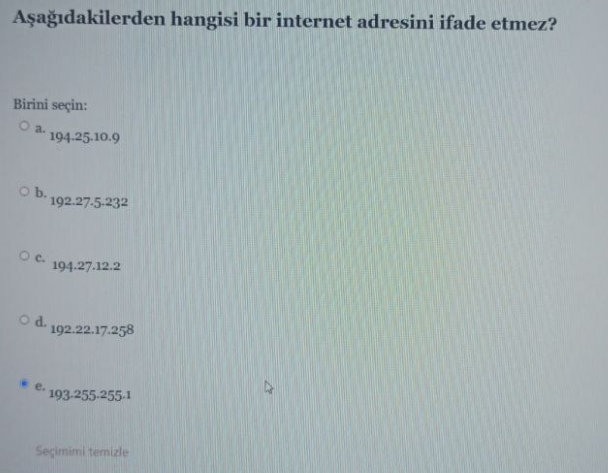 Aşağıdakilerden hangisi bir internet adresini ifade etmez?
Birini seçin:
a. 194.25.10.9
b. 192.27.5.232
c. 194.27.12.2
d. 192.22.17.258
e. 193.255.255.1
Seçimimi temizle